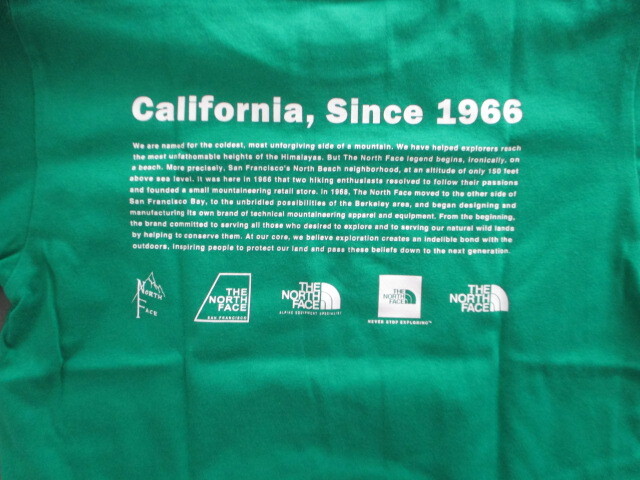 California, Since 1966
We are named for the coldest, most unforgiving side of a mountain. We have helped explorers reach
the most unfathomable heights of the Himalayas. But The North Face legend begins, ironically, on
a beach. More precisely, San Francisco's North Beach neighborhood, at an altitude of only 150 feet
above sea level. It was here in 1966 that two hiking enthusiasts resolved to follow their passions
and founded a small mountaineering retail store. In 1968, The North Face moved to the other side of
San Francisco Bay, to the unbridled possibilities of the Berkeley area, and began designing and
manufacturing its own brand of technical mountaineering apparel and equipment. From the beginning,
the brand committed to serving all those who desired to explore and to serving our natural wild lands
by helping to conserve them. At our core, we believe exploration creates an indelible bond with the
outdoors, inspiring people to protect our land and pass these beliefs down to the next generation.
North
Face
THE
NORTH
FACE
SAN FRANCISCO
THE
NORTH
FACE
ALPINE EQUIPMENT SPECIALIST
THE
NORTH
FACE
NEVER STOP EXPLORING™
THE
NORTH
FACE